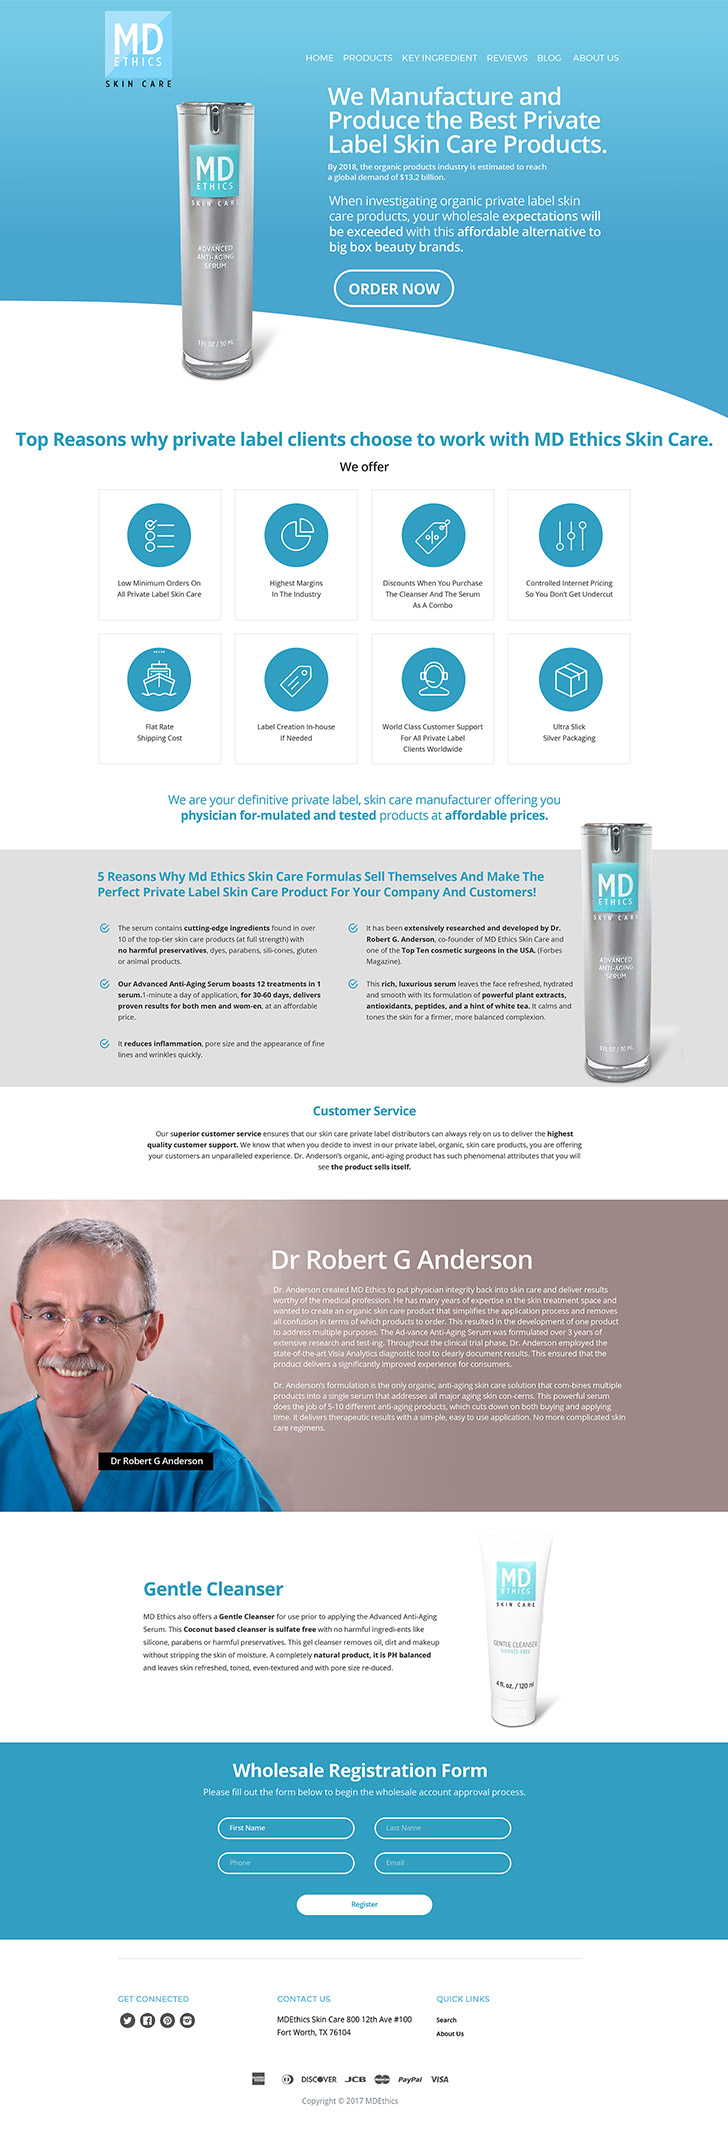 MD
ETHICS
SKIN CARE
HOME PRODUCTS KEY INGREDIENT REVIEWS BLOG ABOUT US
We Manufacture and
Produce the Best Private
Label Skin Care Products.
By 2018, the organic products industry is estimated to reach
a global demand of $13.2 billion.
When investigating organic private label skin
care products, your wholesale expectations will
be exceeded with this affordable alternative to
big box beauty brands.
ORDER NOW
MD
ETHICS
SKIN CARE
ADVANCED
ANTI-AGING
SERUM
1 FL OZ / 30 ML
Top Reasons why private label clients choose to work with MD Ethics Skin Care.
We offer
Low Minimum Orders On
All Private Label Skin Care
Highest Margins
In The Industry
Discounts When You Purchase
The Cleanser And The Serum
As A Combo
Controlled Internet Pricing
So You Don't Get Undercut
Flat Rate
Shipping Cost
Label Creation In-house
If Needed
World Class Customer Support
For All Private Label
Clients Worldwide
Ultra Slick
Silver Packaging
We are your definitive private label, skin care manufacturer offering you
physician for-mulated and tested products at affordable prices.
5 Reasons Why Md Ethics Skin Care Formulas Sell Themselves And Make The
Perfect Private Label Skin Care Product For Your Company And Customers!
The serum contains cutting-edge ingredients found in over
10 of the top-tier skin care products (at full strength) with
no harmful preservatives, dyes, parabens, sili-cones, gluten
or animal products.
Our Advanced Anti-Aging Serum boasts 12 treatments in 1
serum.1-minute a day of application, for 30-60 days, delivers
proven results for both men and wom-en, at an affordable
price.
It reduces inflammation, pore size and the appearance of fine
lines and wrinkles quickly.
It has been extensively researched and developed by Dr.
Robert G. Anderson, co-founder of MD Ethics Skin Care and
one of the Top Ten cosmetic surgeons in the USA. (Forbes
Magazine).
This rich, luxurious serum leaves the face refreshed, hydrated
and smooth with its formulation of powerful plant extracts,
antioxidants, peptides, and a hint of white tea. It calms and
tones the skin for a firmer, more balanced complexion.
MD
ETHICS
SKIN CARE
ADVANCED
ANTI-AGING
SERUM
1 FL OZ / 30 ML
Customer Service
Our superior customer service ensures that our skin care private label distributors can always rely on us to deliver the highest
quality customer support. We know that when you decide to invest in our private label, organic, skin care products, you are offering
your customers an unparalleled experience. Dr. Anderson's organic, anti-aging product has such phenomenal attributes that you will
see the product sells itself.
Dr Robert G Anderson
Dr. Anderson created MD Ethics to put physician integrity back into skin care and deliver results
worthy of the medical profession. He has many years of expertise in the skin treatment space and
wanted to create an organic skin care product that simplifies the application process and removes
all confusion in terms of which products to order. This resulted in the development of one product
to address multiple purposes. The Ad-vance Anti-Aging Serum was formulated over 3 years of
extensive research and test-ing. Throughout the clinical trial phase, Dr. Anderson employed the
state-of-the-art Visia Analytics diagnostic tool to clearly document results. This ensured that the
product delivers a significantly improved experience for consumers.
Dr. Anderson's formulation is the only organic, anti-aging skin care solution that com-bines multiple
products into a single serum that addresses all major aging skin con-cerns. This powerful serum
does the job of 5-10 different anti-aging products, which cuts down on both buying and applying
time. It delivers therapeutic results with a sim-ple, easy to use application. No more complicated skin
care regimens.
Dr Robert G Anderson
Gentle Cleanser
MD Ethics also offers a Gentle Cleanser for use prior to applying the Advanced Anti-Aging
Serum. This Coconut based cleanser is sulfate free with no harmful ingredi-ents like
silicone, parabens or harmful preservatives. This gel cleanser removes oil, dirt and makeup
without stripping the skin of moisture. A completely natural product, it is PH balanced
and leaves skin refreshed, toned, even-textured and with pore size re-duced.
MD
ETHICS
SKIN CARE
GENTLE CLEANSER
SULFATE-FREE
4 fl. oz. / 120 ml
Wholesale Registration Form
Please fill out the form below to begin the wholesale account approval process.
First Name
Last Name
Phone
Email
Register
GET CONNECTED
CONTACT US
MDEthics Skin Care 800 12th Ave #100
Fort Worth, TX 76104
QUICK LINKS
Search
About Us
DISCOVER JCB PayPal VISA
Copyright © 2017 MDEthics